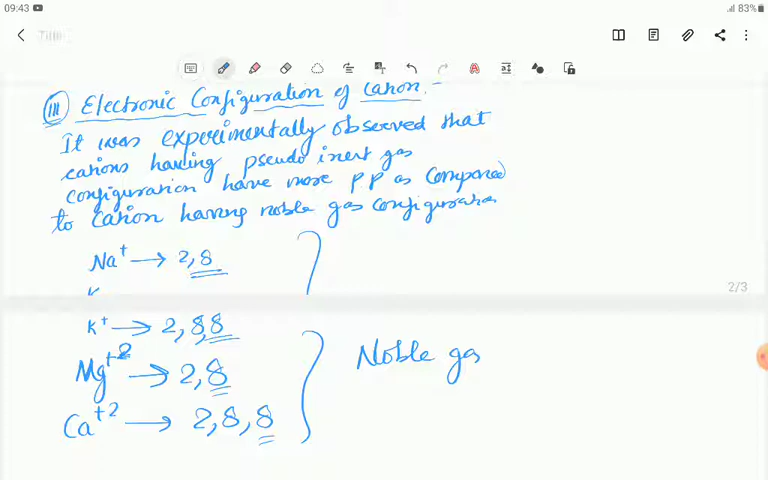 09:43
83%
Title
III Electronic Configuration of Cation.-
It was experimentally observed that
cations having pseudo inert gas
configuration have more PP as compared
to cation having noble gas configuration
Na+ → 2,8
2/3
K+ → 2,8,8
Mg+2 → 2,8
Noble gas
Ca+2 → 2,8,8